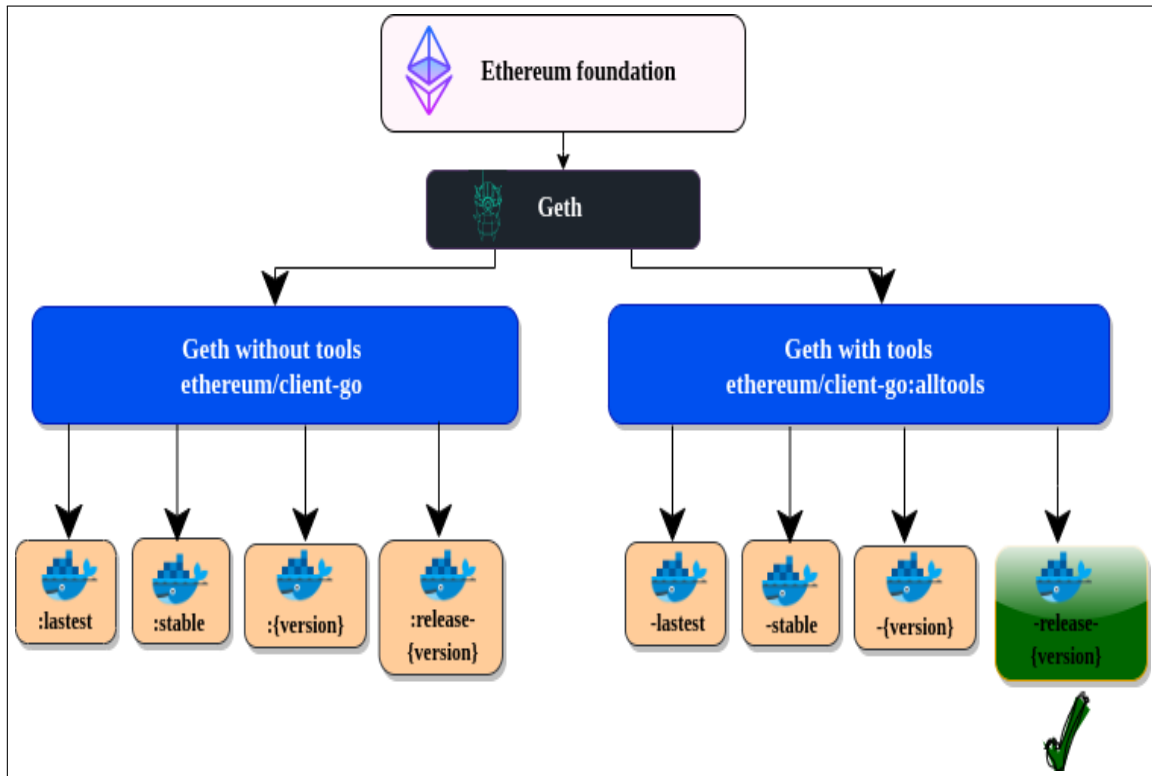 Ethereum foundation
Geth
Geth without tools
ethereum/client-go
Geth with tools
ethereum/client-go:alltools
:lastest
:stable
:{version}
:release-
{version}
-lastest
-stable
-{version}
-release-
{version}